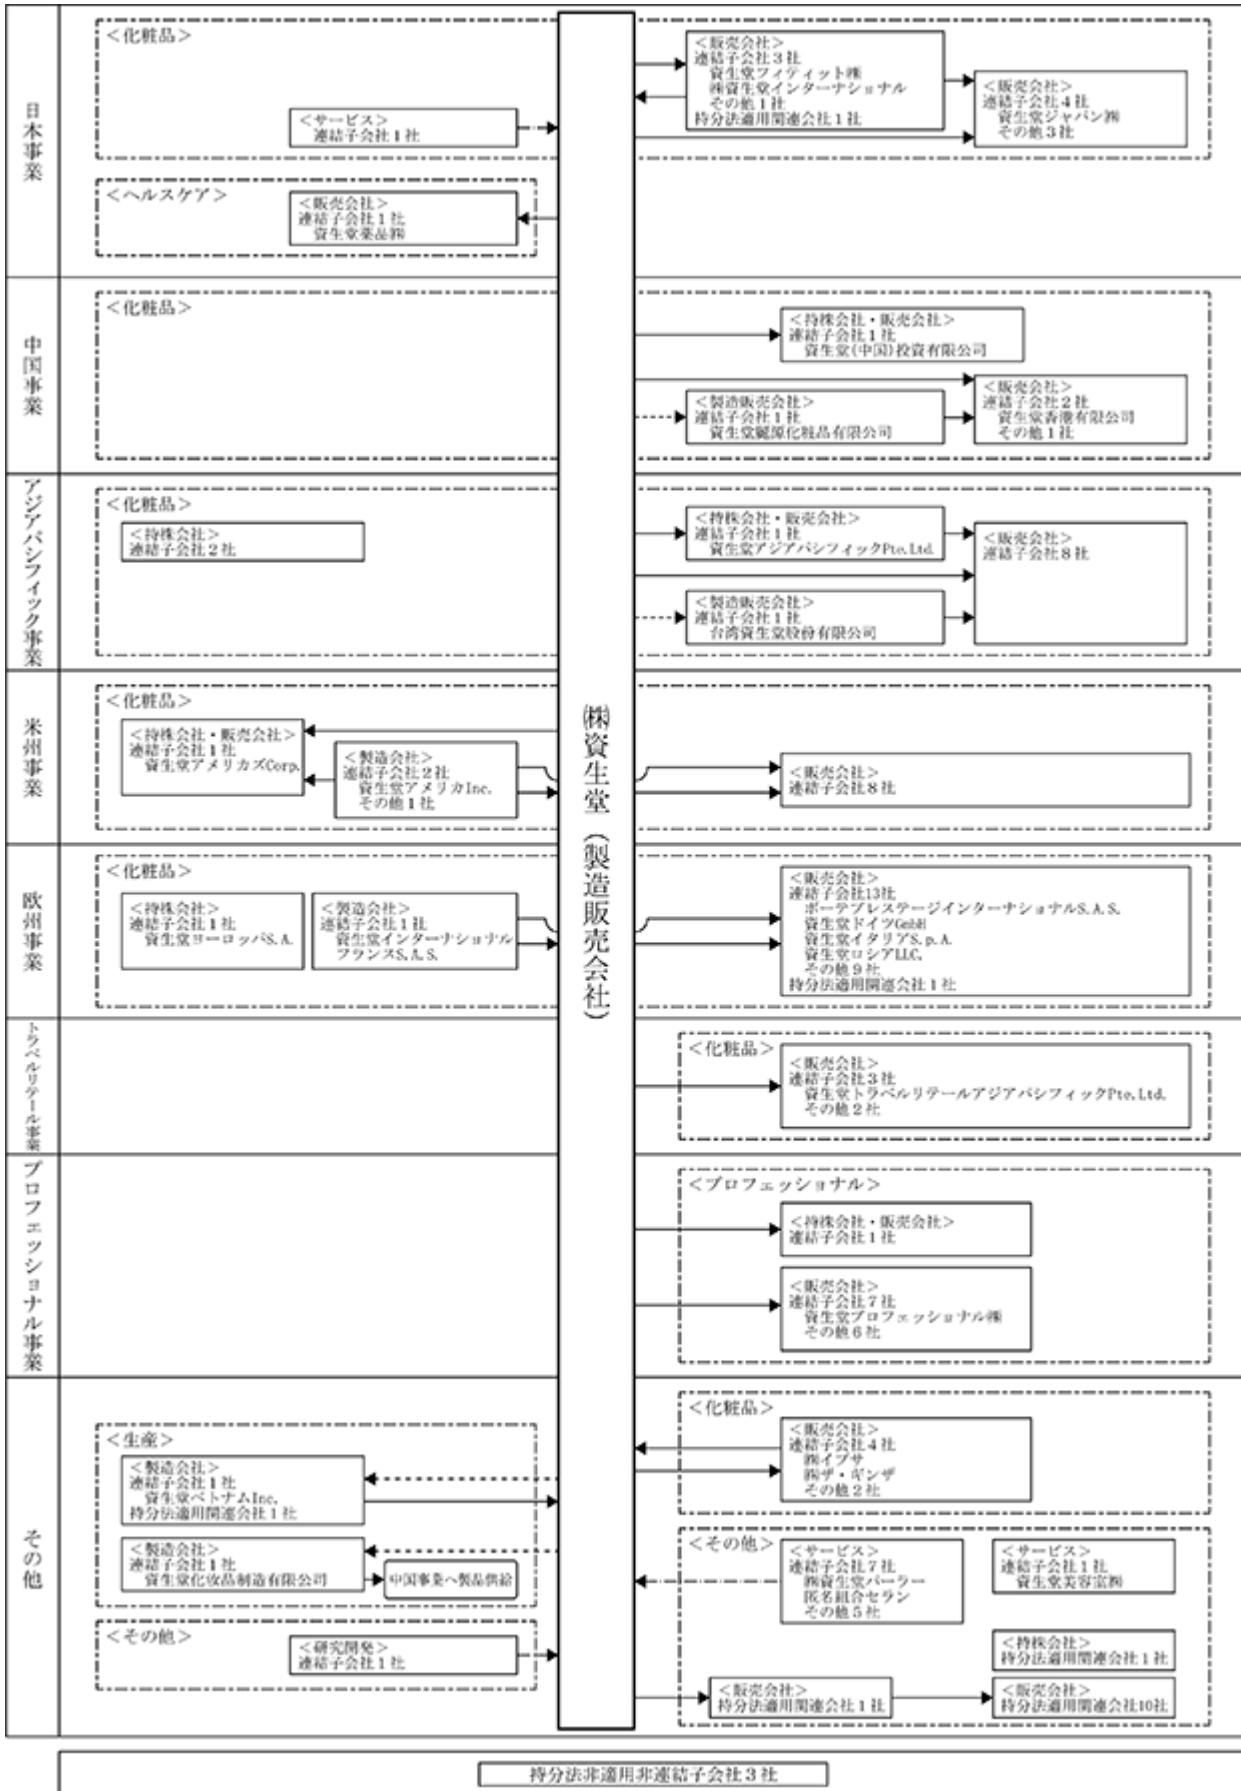 日本事業
＜化粧品＞
＜サービス＞
連結子会社１社
＜販売会社＞
連結子会社３社
資生堂フィティット㈱
㈱資生堂インターナショナル
その他１社
持分法適用関連会社１社
＜販売会社＞
連結子会社４社
資生堂ジャパン㈱
その他３社
＜ヘルスケア＞
＜販売会社＞
連結子会社１社
資生堂薬品㈱
中国事業
＜化粧品＞
＜持株会社・販売会社＞
連結子会社１社
資生堂(中国)投資有限公司
＜製造販売会社＞
連結子会社１社
資生堂麗源化粧品有限公司
＜販売会社＞
連結子会社２社
資生堂香港有限公司
その他１社
アジアパシフィック事業
＜化粧品＞
＜持株会社＞
連結子会社２社
＜持株会社・販売会社＞
連結子会社１社
資生堂アジアパシフィックPte.Ltd.
＜製造販売会社＞
連結子会社１社
台湾資生堂股份有限公司
＜販売会社＞
連結子会社８社
㈱資生堂（製造販売会社）
米州事業
＜化粧品＞
＜持株会社・販売会社＞
連結子会社１社
資生堂アメリカズCorp.
＜製造会社＞
連結子会社２社
資生堂アメリカInc.
その他１社
＜販売会社＞
連結子会社８社
欧州事業
＜化粧品＞
＜持株会社＞
連結子会社１社
資生堂ヨーロッパS.A.
＜製造会社＞
連結子会社１社
資生堂インターナショナル
フランスS.A.S.
＜販売会社＞
連結子会社13社
ボーテプレステージインターナショナルS.A.S.
資生堂ドイツGmbH
資生堂イタリアS.p.A.
資生堂ロシアLLC.
その他９社
持分法適用関連会社１社
トラベルリテール事業
＜化粧品＞
＜販売会社＞
連結子会社３社
資生堂トラベルリテールアジアパシフィックPte.Ltd.
その他２社
プロフェッショナル事業
＜プロフェッショナル＞
＜持株会社・販売会社＞
連結子会社１社
＜販売会社＞
連結子会社７社
資生堂プロフェッショナル㈱
その他６社
その他
＜生産＞
＜製造会社＞
連結子会社１社
資生堂ベトナムInc.
持分法適用関連会社１社
＜製造会社＞
連結子会社１社
資生堂化妆品制造有限公司
中国事業へ製品供給
＜その他＞
＜研究開発＞
連結子会社１社
＜化粧品＞
＜販売会社＞
連結子会社４社
㈱イプサ
㈱ザ・ギンザ
その他２社
＜その他＞
＜サービス＞
連結子会社７社
㈱資生堂パーラー
匿名組合セラン
その他５社
＜サービス＞
連結子会社１社
資生堂美容室㈱
＜持株会社＞
持分法適用関連会社１社
＜販売会社＞
持分法適用関連会社１社
＜販売会社＞
持分法適用関連会社10社
持分法非適用非連結子会社３社